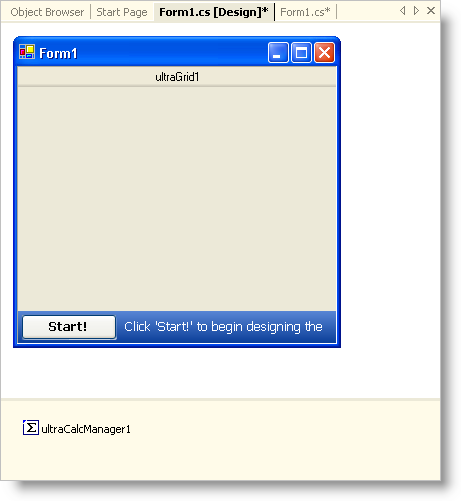 Object Browser Start Page Form1.cs [Design]* Form1.cs*
Form1
ultraGrid1
Start! Click 'Start!' to begin designing the
ultraCalcManager1